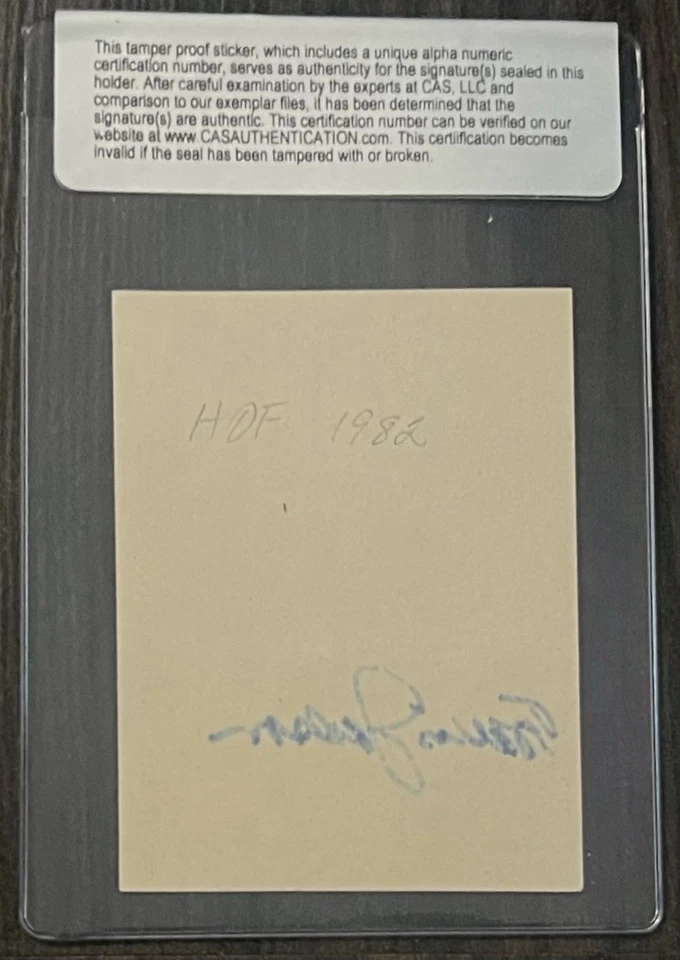 This tamper proof sticker, which includes a unique alpha numeric
certification number, serves as authenticity for the signature(s) sealed in this
holder. After careful examination by the experts at CAS, LLC and
comparison to our exemplar files, it has been determined that the
signature(s) are authentic. This certification number can be verified on our
website at www.CASAUTHENTICATION.com. This certification becomes
invalid if the seal has been tampered with or broken.
HOF 1982